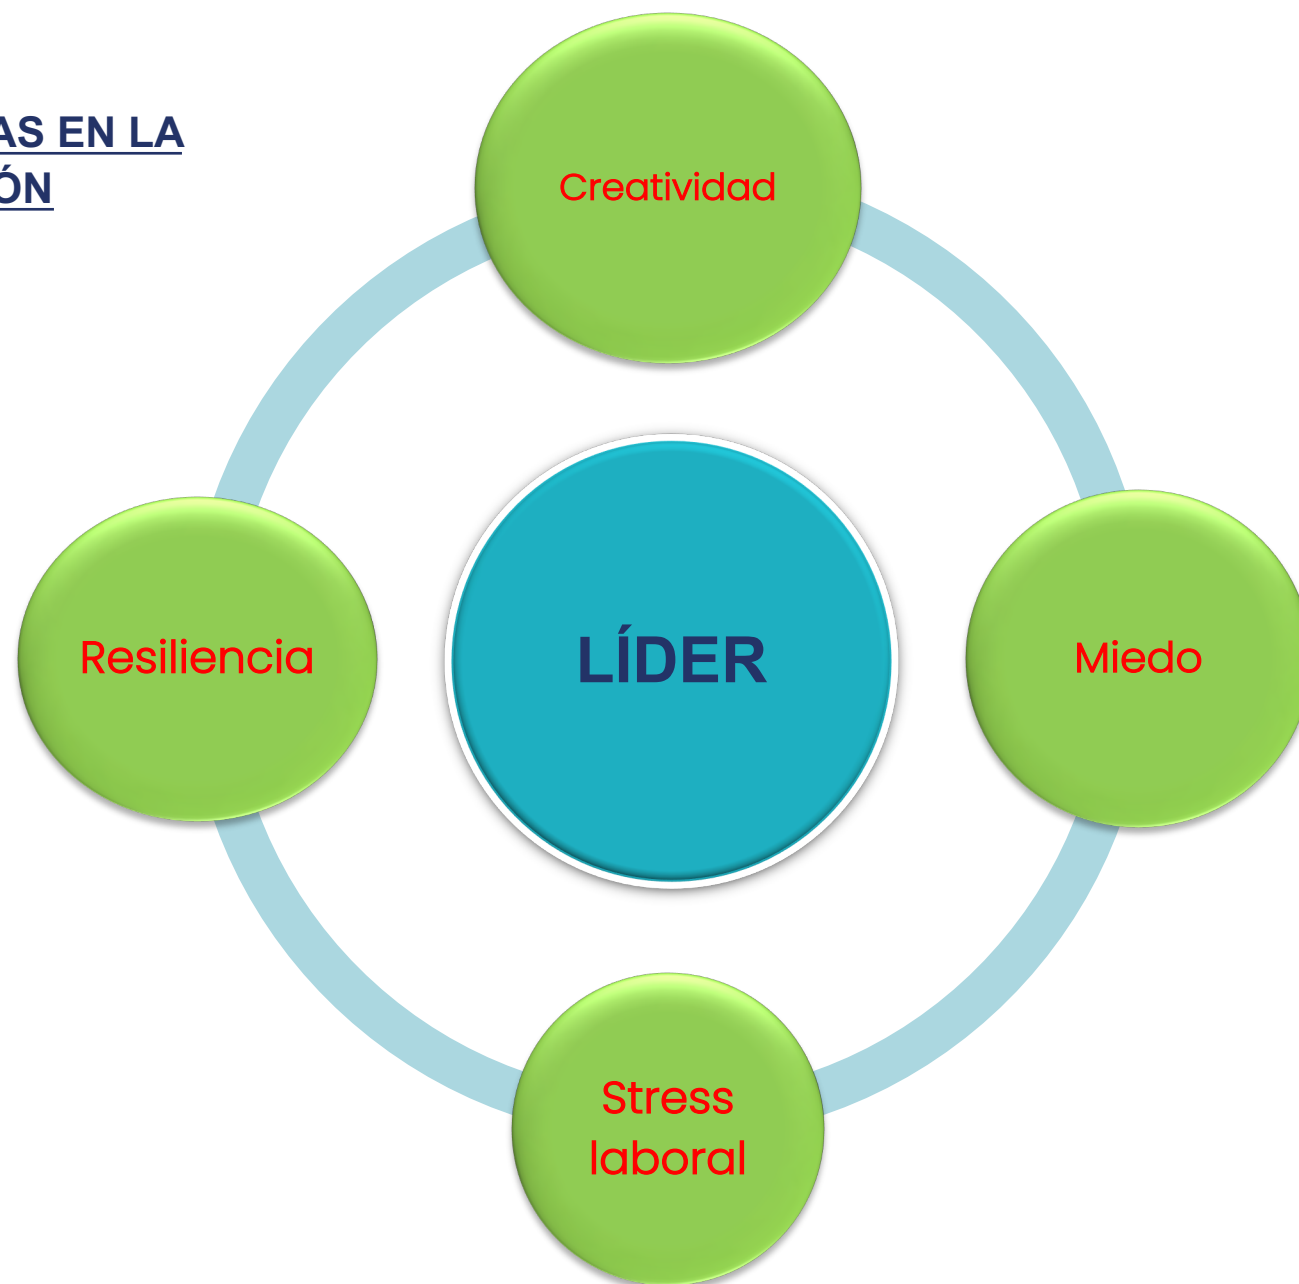 AS EN LA
ÓN
Creatividad
Resiliencia
LÍDER
Miedo
Stress
laboral